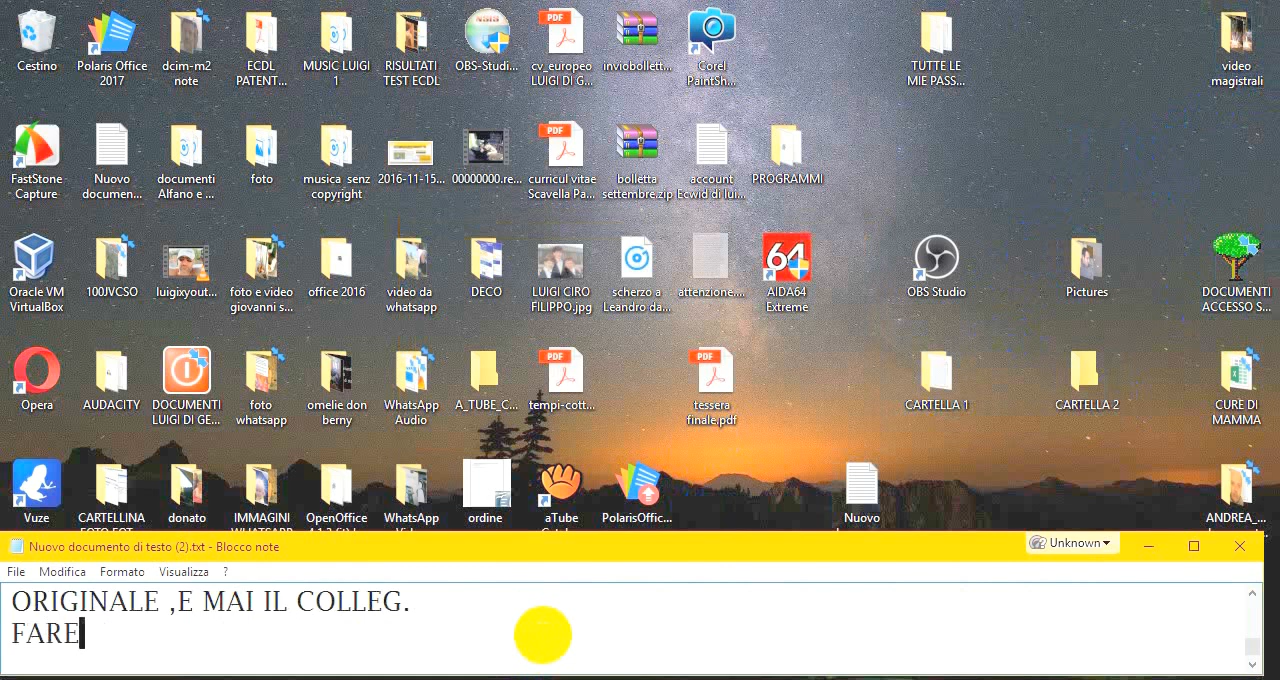 Cestino
Polaris Office 2017
dcim-m2 note
ECDL PATENT...
MUSIC LUIGI 1
RISULTATI TEST ECDL
OBS-Studi...
cv_europeo LUIGI DI G...
inviobollett...
Corel PaintSh...
TUTTE LE MIE PASS...
video magistrali
FastStone Capture
Nuovo documen...
documenti Alfano e ...
foto
musica senz copyright
2016-11-15...
00000000.re...
curricul vitae Scavella Pa...
bolletta settembre.zip
account Ecwid di lui...
PROGRAMMI
Oracle VM VirtualBox
100JVCSO
luigixyout...
foto e video giovanni s...
office 2016
video da whatsapp
DECO
LUIGI CIRO FILIPPO.jpg
scherzo a Leandro da...
attenzione....
AIDA64 Extreme
OBS Studio
Pictures
DOCUMENTI ACCESSO S...
Opera
AUDACITY
DOCUMENTI LUIGI DI GE...
foto whatsapp
omelie don berny
WhatsApp Audio
A_TUBE_C...
tempi-cott...
tessera finale.pdf
CARTELLA 1
CARTELLA 2
CURE DI MAMMA
Vuze
CARTELLINA
donato
IMMAGINI
OpenOffice
WhatsApp
ordine
aTube
PolarisOffic...
Nuovo
ANDREA_...
Nuovo documento di testo (2).txt - Blocco note
Unknown
File Modifica Formato Visualizza ?
ORIGINALE ,E MAI IL COLLEG.
FARE